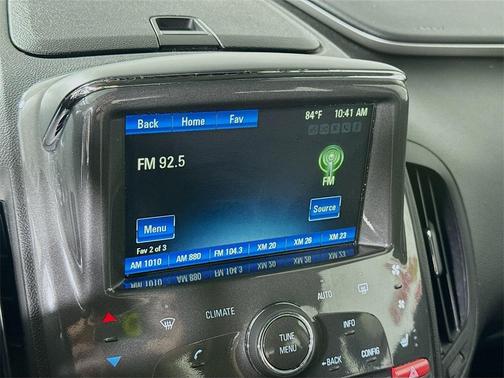 Back Home Fav 84°F 10:41 AM
FM 92.5
FM
Menu Source
Fav 2 of 3
AM 1010 AM 880 FM 104.3 XM 20 XM 26 XM 23
CLIMATE AUTO
TUNE
MENU
INFO
BACK CONFIG